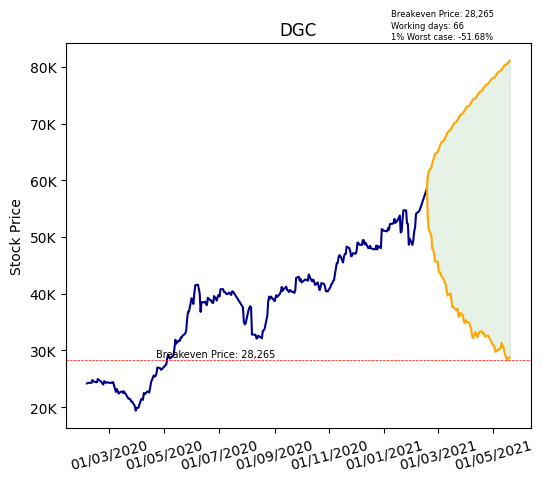 Breakeven Price: 28,265
Working days: 66
1% Worst case: -51.68%
DGC
Stock Price
80K
70K
60K
50K
40K
30K
20K
Breakeven Price: 28,265
01/03/2020
01/05/2020
01/07/2020
01/09/2020
01/11/2020
01/01/2021
01/03/2021
01/05/2021